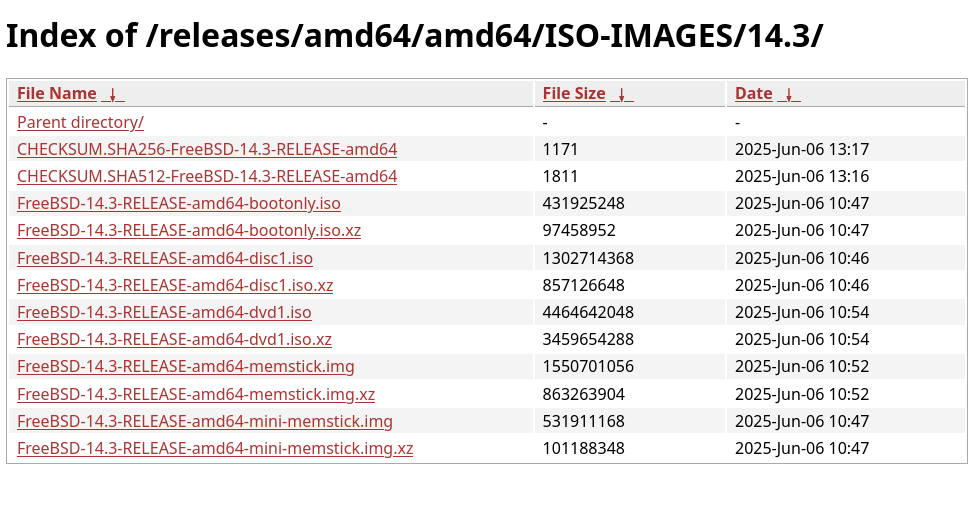 Index of /releases/amd64/amd64/ISO-IMAGES/14.3/
File Name ↓ File Size ↓ Date ↓
Parent directory/ - -
CHECKSUM.SHA256-FreeBSD-14.3-RELEASE-amd64 1171 2025-Jun-06 13:17
CHECKSUM.SHA512-FreeBSD-14.3-RELEASE-amd64 1811 2025-Jun-06 13:16
FreeBSD-14.3-RELEASE-amd64-bootonly.iso 431925248 2025-Jun-06 10:47
FreeBSD-14.3-RELEASE-amd64-bootonly.iso.xz 97458952 2025-Jun-06 10:47
FreeBSD-14.3-RELEASE-amd64-disc1.iso 1302714368 2025-Jun-06 10:46
FreeBSD-14.3-RELEASE-amd64-disc1.iso.xz 857126648 2025-Jun-06 10:46
FreeBSD-14.3-RELEASE-amd64-dvd1.iso 4464642048 2025-Jun-06 10:54
FreeBSD-14.3-RELEASE-amd64-dvd1.iso.xz 3459654288 2025-Jun-06 10:54
FreeBSD-14.3-RELEASE-amd64-memstick.img 1550701056 2025-Jun-06 10:52
FreeBSD-14.3-RELEASE-amd64-memstick.img.xz 863263904 2025-Jun-06 10:52
FreeBSD-14.3-RELEASE-amd64-mini-memstick.img 531911168 2025-Jun-06 10:47
FreeBSD-14.3-RELEASE-amd64-mini-memstick.img.xz 101188348 2025-Jun-06 10:47